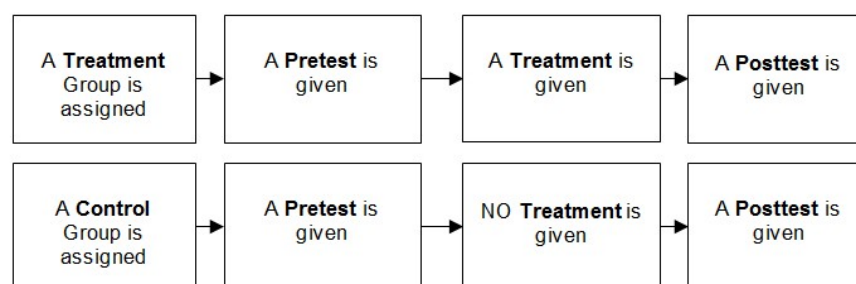 A Treatment
Group is
assigned
A Pretest is
given
A Treatment is
given
A Posttest is
given
A Control
Group is
assigned
A Pretest is
given
NO Treatment is
given
A Posttest is
given